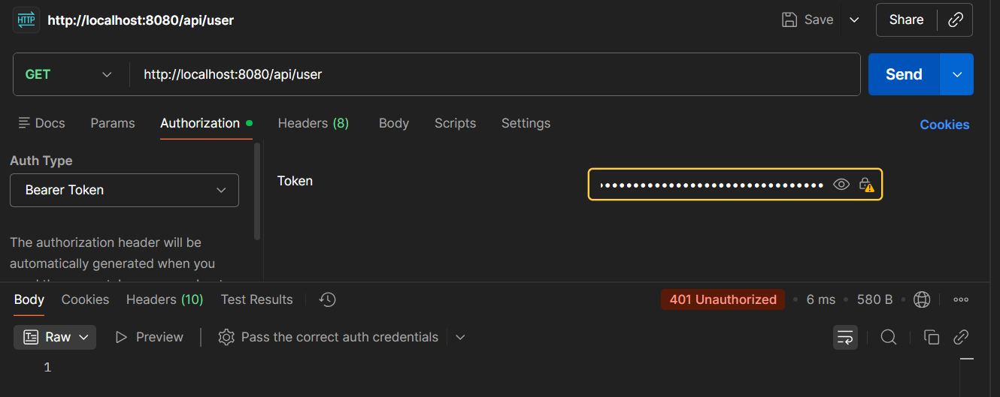 HTTP http://localhost:8080/api/user Save Share
GET http://localhost:8080/api/user Send
Docs Params Authorization Headers (8) Body Scripts Settings Cookies
Auth Type
Bearer Token
Token ••••••••••••••••••••••••••••••
The authorization header will be
automatically generated when you
Body Cookies Headers (10) Test Results 401 Unauthorized • 6 ms • 580 B •
Raw Preview Pass the correct auth credentials
1